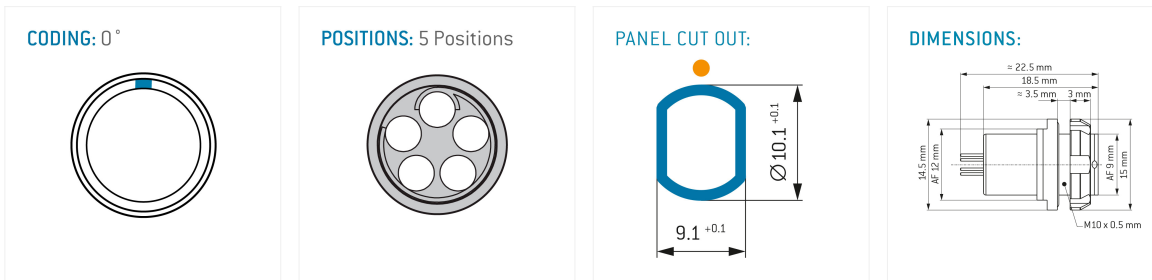 CODING: 0°
POSITIONS: 5 Positions
PANEL CUT OUT:
Ø 10.1 +0.1
9.1 +0.1
DIMENSIONS:
≈ 22.5 mm
18.5 mm
≈ 3.5 mm
3 mm
14.5 mm
AF 12 mm
AF 9 mm
15 mm
M10 x 0.5 mm